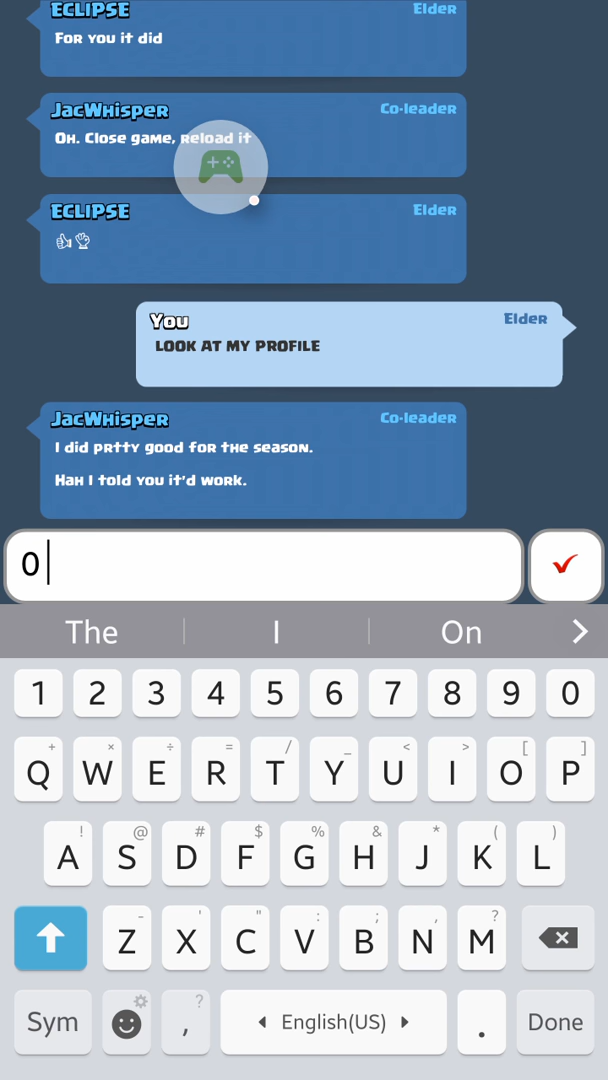 ECLIPSE Elder
For you it did
JacWhisper Co-leader
Oh. Close game, reload it
ECLIPSE Elder
👍👌
You Elder
LOOK AT MY PROFILE
JacWhisper Co-leader
I did prtty good for the season.
Hah I told you it'd work.
0
The I On
1 2 3 4 5 6 7 8 9 0
+ × ÷ = / _ < > [ ]
Q W E R T Y U I O P
! @ # $ % & * ( )
A S D F G H J K L
- ' " : ; , ?
Z X C V B N M
?
Sym , English(US) . Done